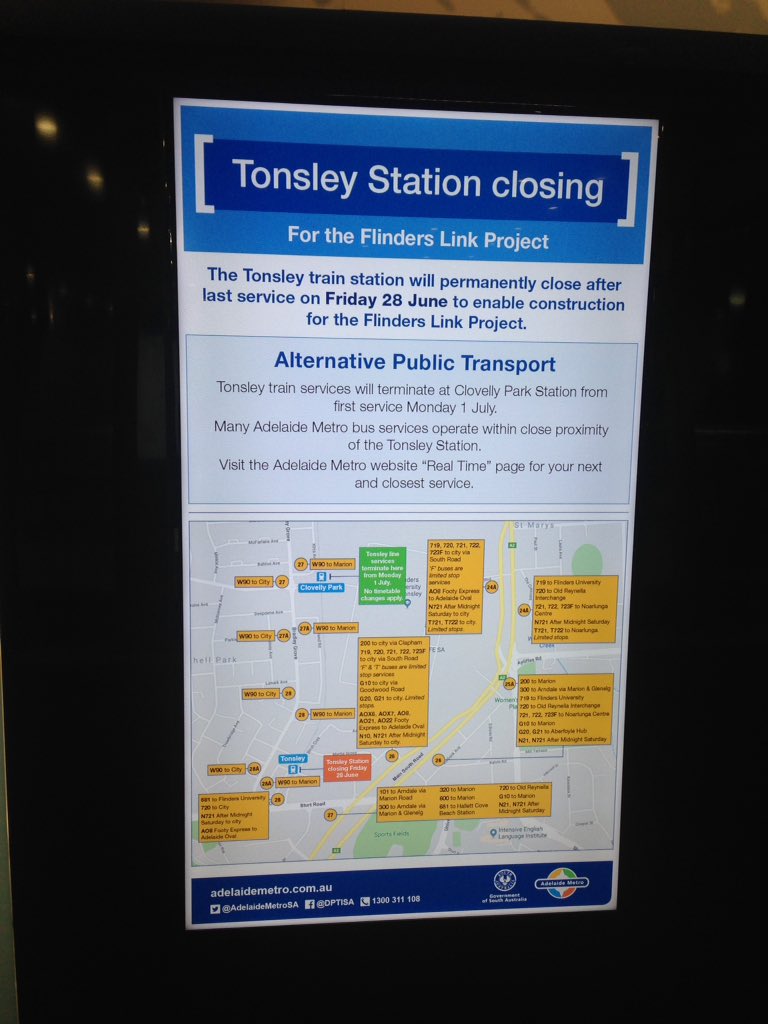 Tonsley Station closing
For the Flinders Link Project
The Tonsley train station will permanently close after
last service on Friday 28 June to enable construction
for the Flinders Link Project.
Alternative Public Transport
Tonsley train services will terminate at Clovelly Park Station from
first service Monday 1 July.
Many Adelaide Metro bus services operate within close proximity
of the Tonsley Station.
Visit the Adelaide Metro website “Real Time” page for your next
and closest service.
St Marys
McFarlane Ave
27
W90 to Marion
W90 to City
27
Clovelly Park
Tonsley line
services
terminate here
from Monday
1 July.
No timetable
changes apply.
719, 720, 721, 722,
723F to city via
South Road
'F' buses are
limited stop
services
AO8 Footy Express
to Adelaide Oval
N721 After Midnight
Saturday to city
T721, T722 to city
Limited stops.
24A
A2
719 to Flinders University
720 to Old Reynella
Interchange
721, 722, 723F to Noarlunga
Centre
N721 After Midnight Saturday
T721, T722 to Noarlunga.
Limited stops.
24A
27A
W90 to Marion
W90 to City
27A
200 to city via Clapham
719, 720, 721, 722, 723F
to city via South Road
'F' & 'T' buses are limited
stop services
G10 to city via
Goodwood Road
G20, G21 to city. Limited
stops.
AOX6, AOX7, AO8,
AO21, AO22 Footy
Express to Adelaide Oval
N10, N721 After Midnight
Saturday to city.
W90 to City
28
28
W90 to Marion
25A
200 to Marion
300 to Arndale via Marion & Glenelg
719 to Flinders University
720 to Old Reynella Interchange
721, 722, 723F to Noarlunga Centre
G10 to Marion
G20, G21 to Aberfoyle Hub
N21, N721 After Midnight Saturday
26
26
Main South Road
Tonsley
Tonsley Station
closing Friday
28 June
W90 to City
28A
28A
W90 to Marion
28
Sturt Road
681 to Flinders University
720 to City
N721 After Midnight
Saturday to city
AO8 Footy Express to
Adelaide Oval
27
101 to Arndale via
Marion Road
300 to Arndale via
Marion & Glenelg
320 to Marion
600 to Marion
681 to Hallett Cove
Beach Station
720 to Old Reynella
G10 to Marion
N21, N721 After
Midnight Saturday
Sports Fields
Intensive English
Language Institute
A2
adelaidemetro.com.au
@AdelaideMetroSA @DPTISA 1300 311 108
Government
of South Australia
Adelaide Metro